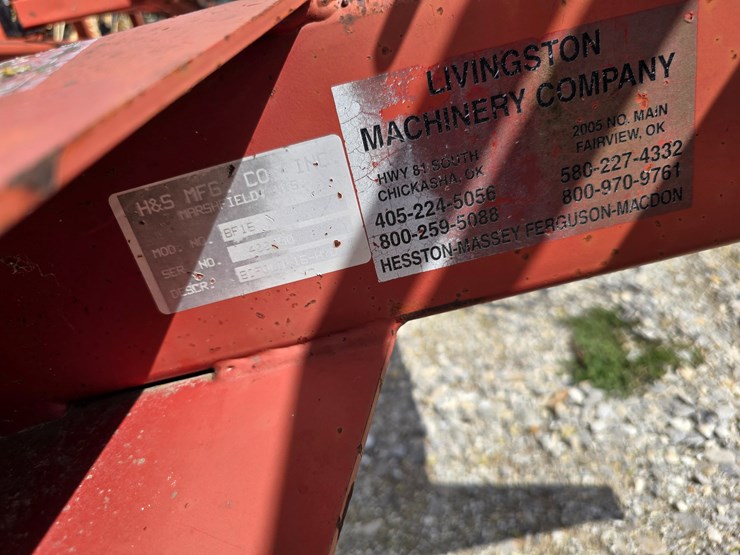 H&S MFG. CO. INC
MARSHFIELD,
MOD. NO. BF1
SER. NO.
DESCR:
LIVINGSTON
MACHINERY COMPANY
HWY 81 SOUTH
CHICKASHA, OK
405-224-5056
800-259-5088
2005 NO. MAIN
FAIRVIEW, OK
580-227-4332
800-970-9761
HESSTON-MASSEY FERGUSON-MACDON